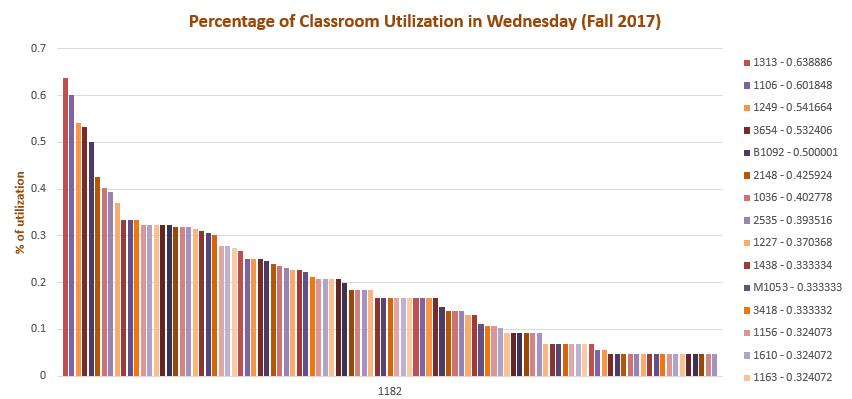 Percentage of Classroom Utilization in Wednesday (Fall 2017)
0.7
0.6
0.5
0.4
0.3
0.2
0.1
0
% of utilization
1182
1313 - 0.638886
1106 - 0.601848
1249 - 0.541664
3654 - 0.532406
B1092 - 0.500001
2148 - 0.425924
1036 - 0.402778
2535 - 0.393516
1227 - 0.370368
1438 - 0.333334
M1053 - 0.333333
3418 - 0.333332
1156 - 0.324073
1610 - 0.324072
1163 - 0.324072